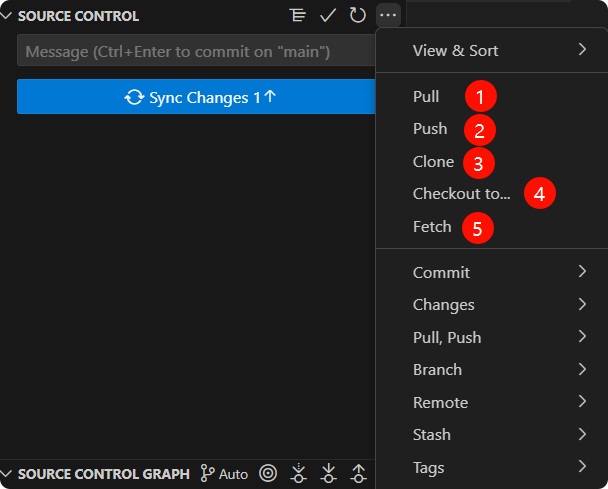 SOURCE CONTROL
Message (Ctrl+Enter to commit on "main")
Sync Changes 1↑
View & Sort
Pull 1
Push 2
Clone 3
Checkout to... 4
Fetch 5
Commit
Changes
Pull, Push
Branch
Remote
Stash
Tags
SOURCE CONTROL GRAPH Auto